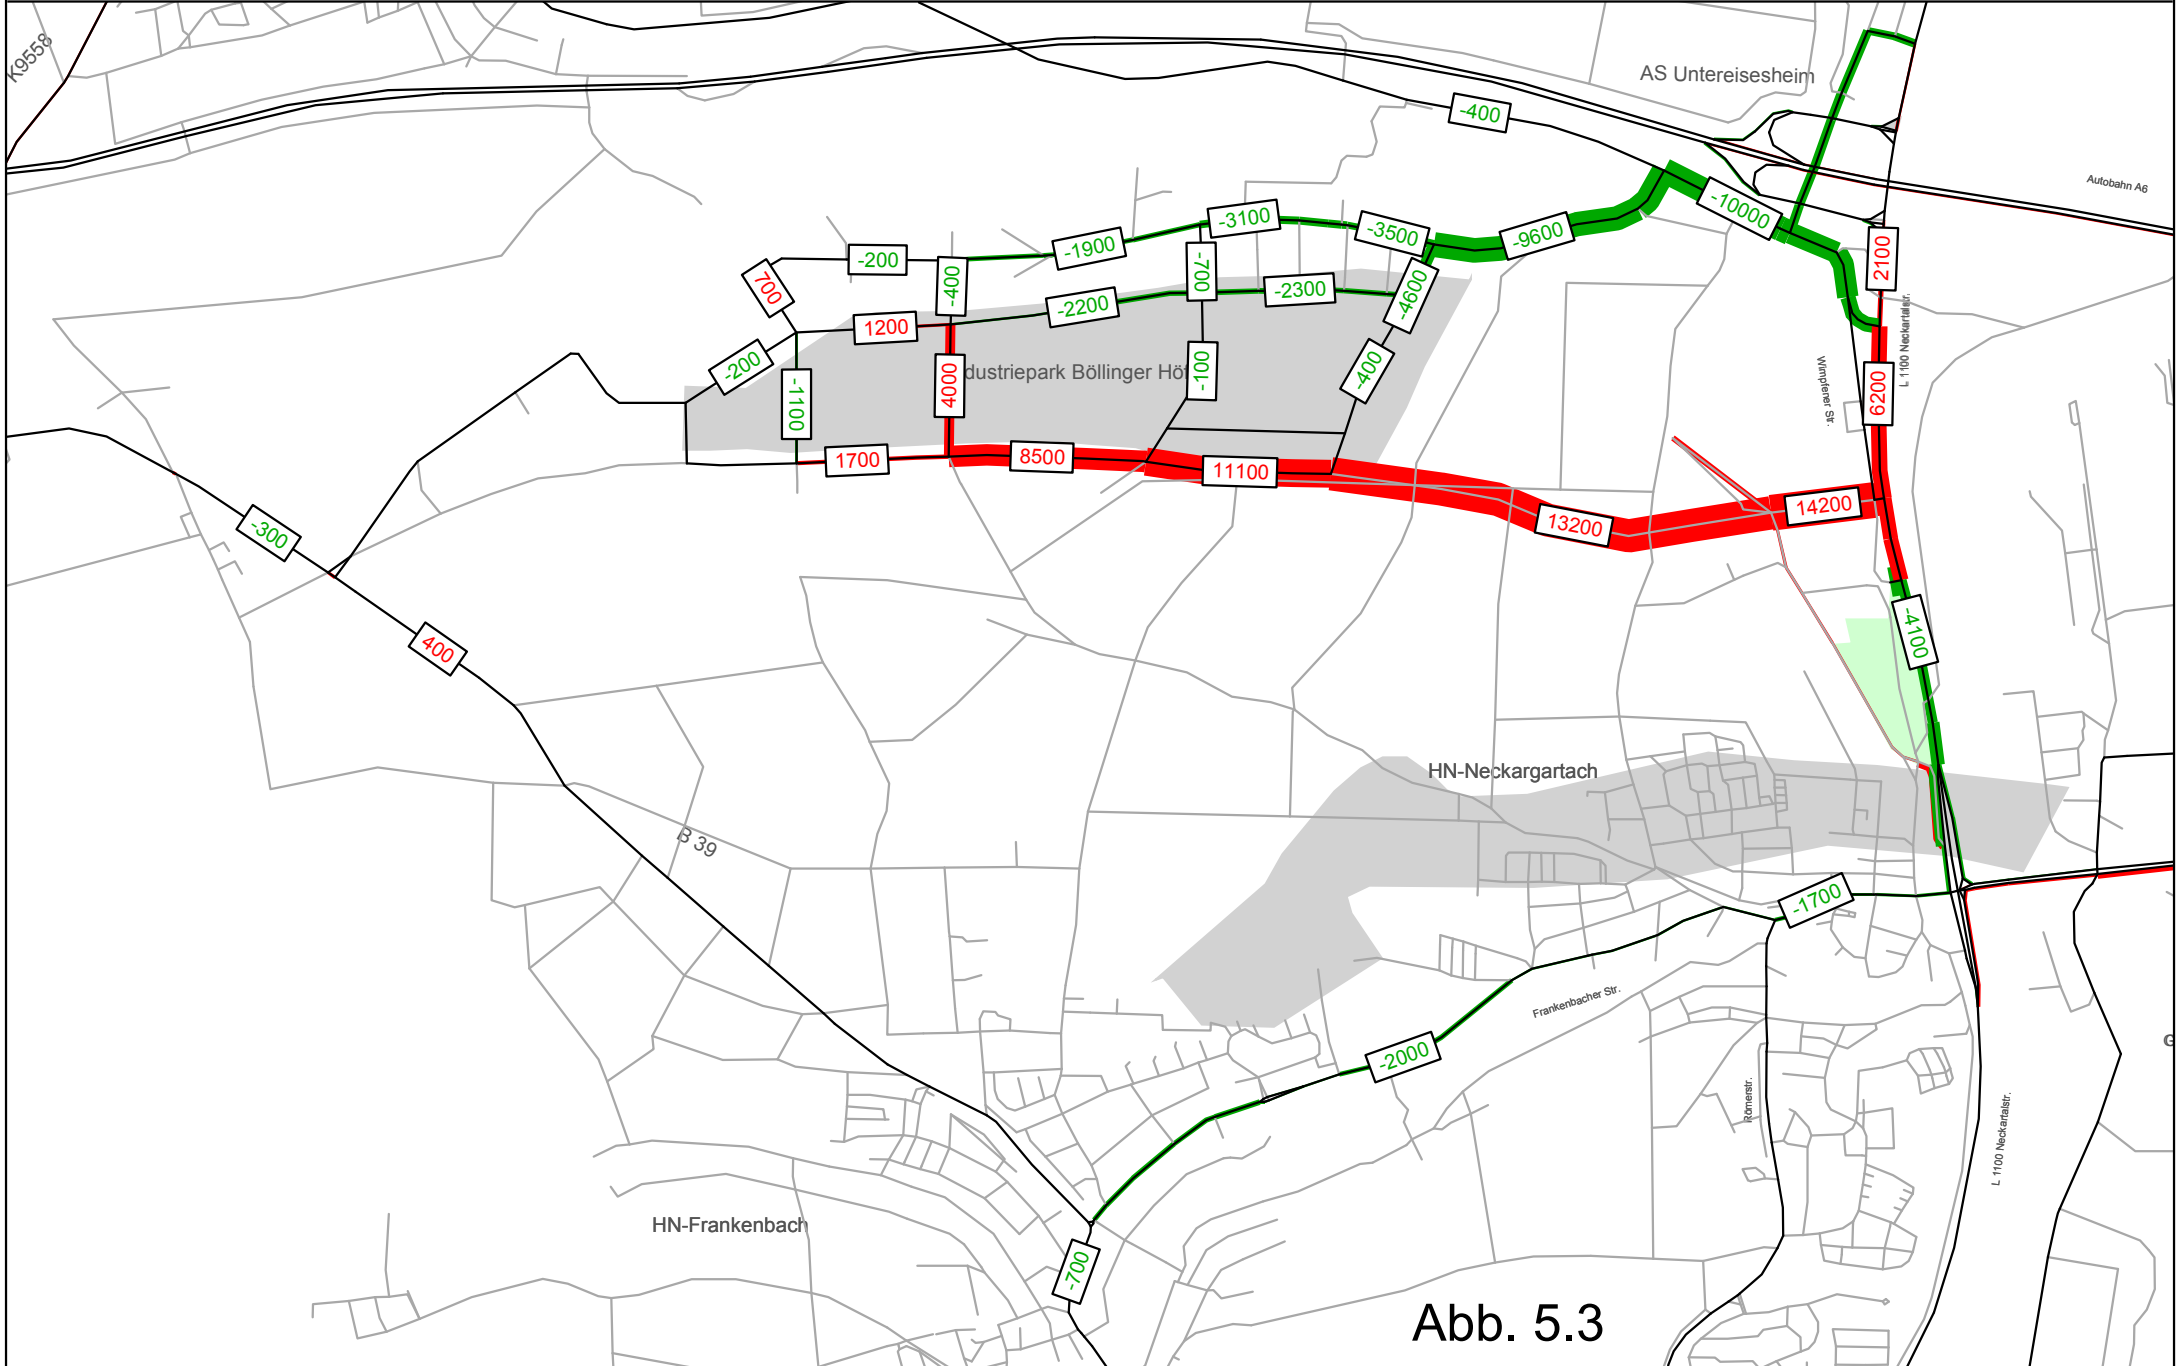 K9558
AS Untereisesheim
-400
Autobahn A6
-10000
-3100
-3500
-9600
-1900
-200
-400
-700
700
2100
-2200
-2300
-4600
1200
L 1100 Neckartalstr.
Wimpfener Str.
-200
-1100
4000
dustriepark Böllinger Höf
-100
-400
6200
1700
8500
11100
13200
14200
-300
400
-4100
HN-Neckargartach
B 39
-1700
Frankenbacher Str.
-2000
G
Römerstr.
L 1100 Neckartalstr.
HN-Frankenbach
-700
Abb. 5.3